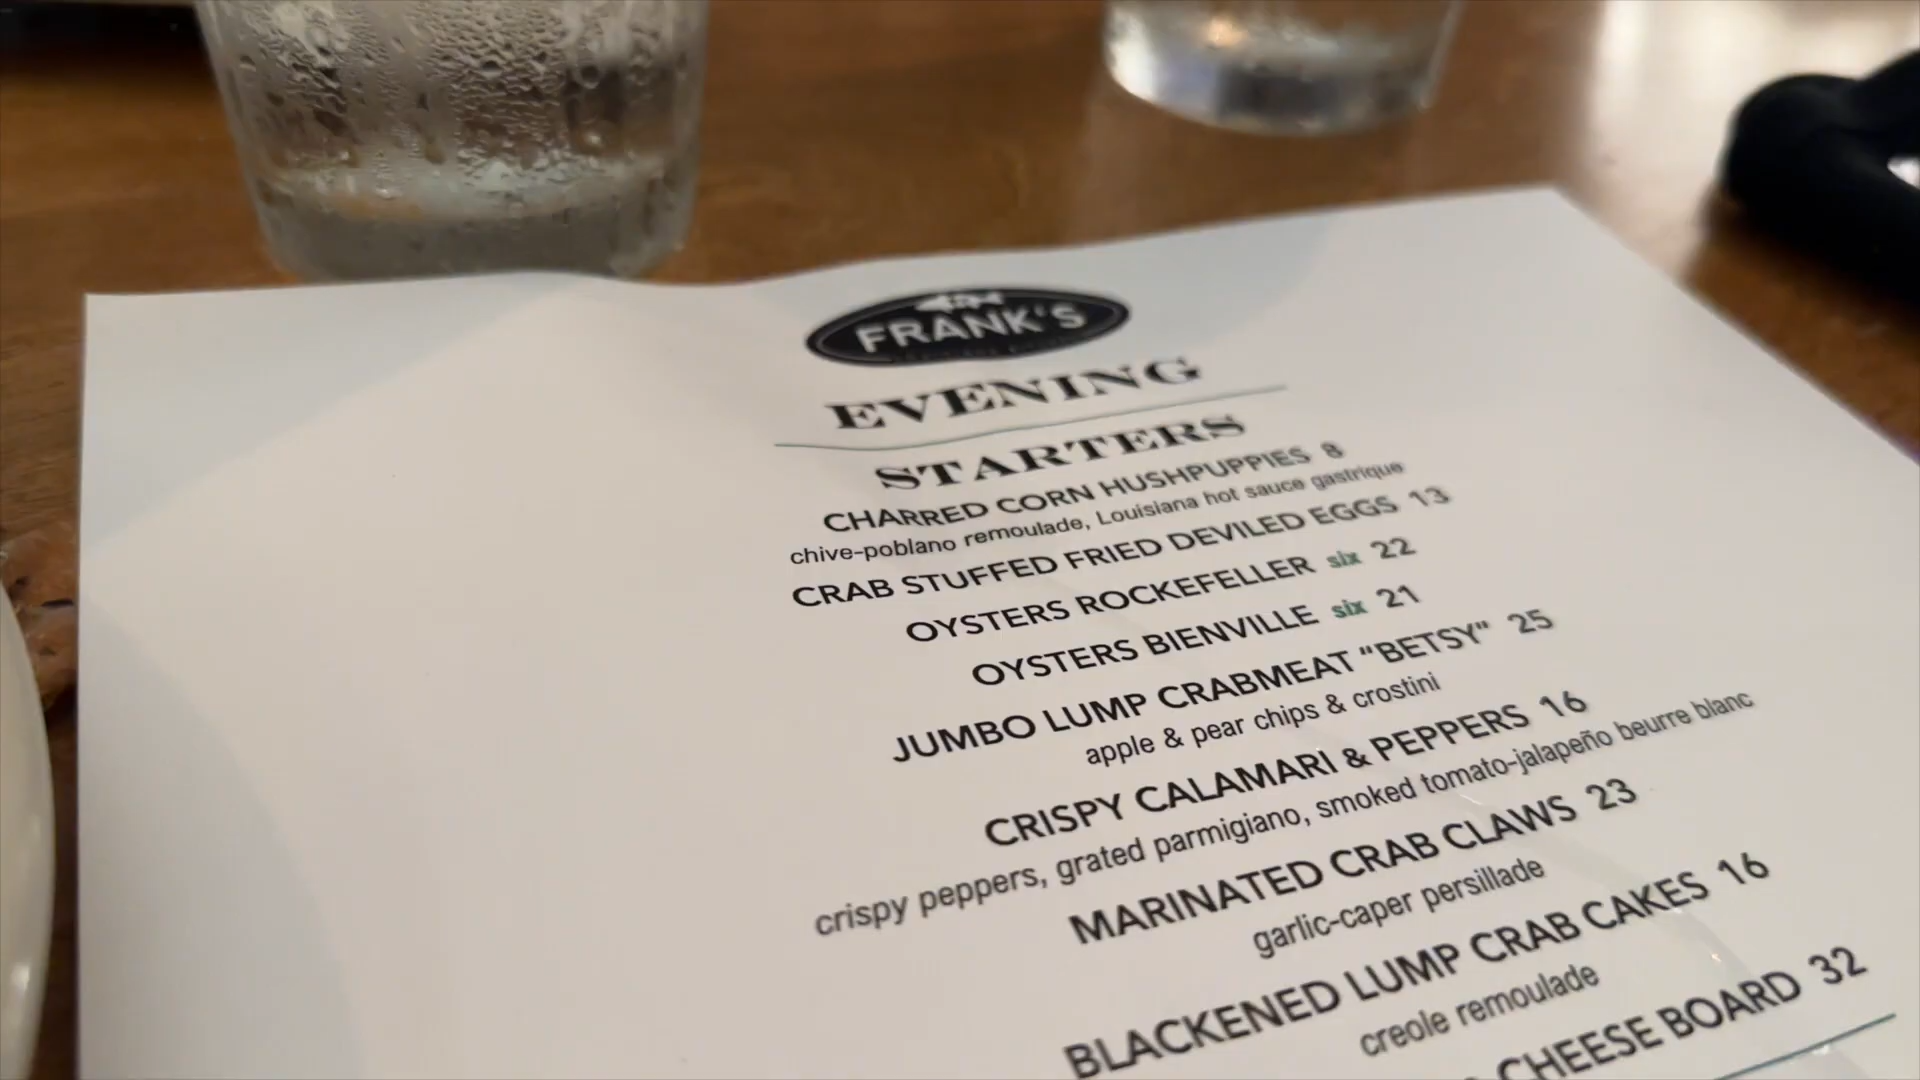 FRANK'S
EVENING
STARTERS
CHARRED CORN HUSHPUPPIES 8
chive-poblano remoulade, Louisiana hot sauce gastrique
CRAB STUFFED FRIED DEVILED EGGS 13
OYSTERS ROCKEFELLER six 22
OYSTERS BIENVILLE six 21
JUMBO LUMP CRABMEAT “BETSY” 25
apple & pear chips & crostini
CRISPY CALAMARI & PEPPERS 16
crispy peppers, grated parmigiano, smoked tomato-jalapeño beurre blanc
MARINATED CRAB CLAWS 23
garlic-caper persillade
BLACKENED LUMP CRAB CAKES 16
creole remoulade
CHEESE BOARD 32